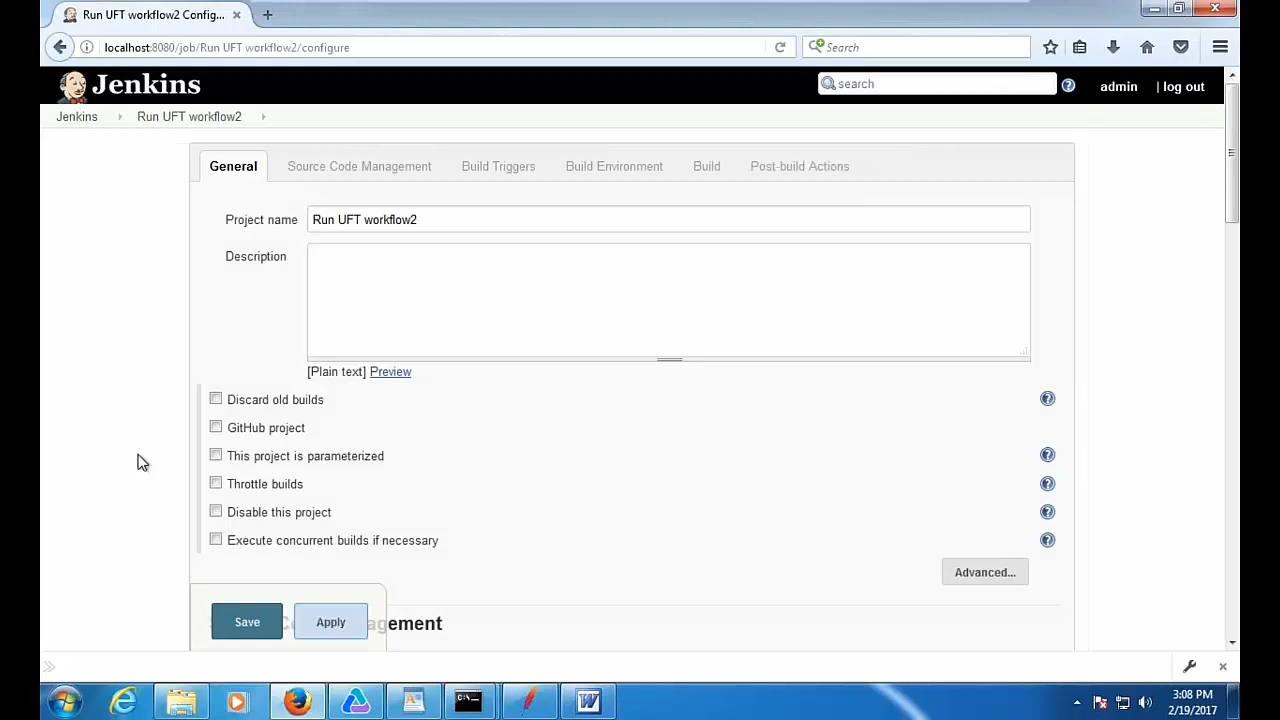 Run UFT workflow2 Config...
localhost:8080/job/Run UFT workflow2/configure
Search
Jenkins
search
admin
| log out
Jenkins
Run UFT workflow2
General
Source Code Management
Build Triggers
Build Environment
Build
Post-build Actions
Project name
Run UFT workflow2
Description
[Plain text] Preview
Discard old builds
GitHub project
This project is parameterized
Throttle builds
Disable this project
Execute concurrent builds if necessary
Advanced...
Save
Apply
agement
3:08 PM
2/19/2017